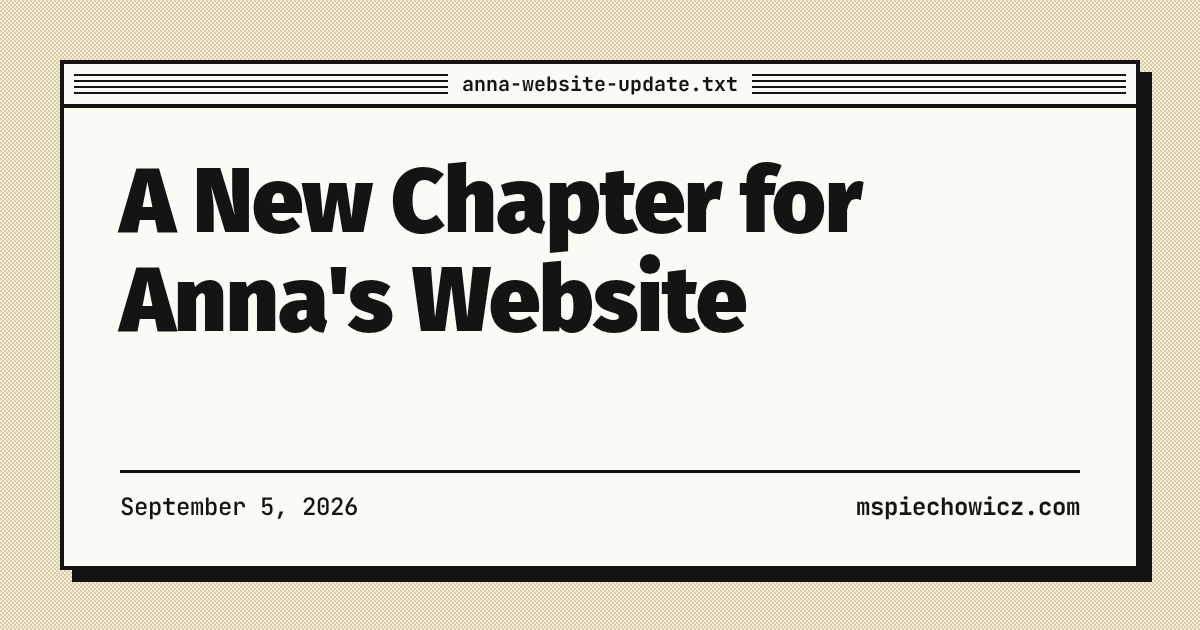 anna-website-update.txt
A New Chapter for
Anna's Website
September 5, 2026
mspiechowicz.com